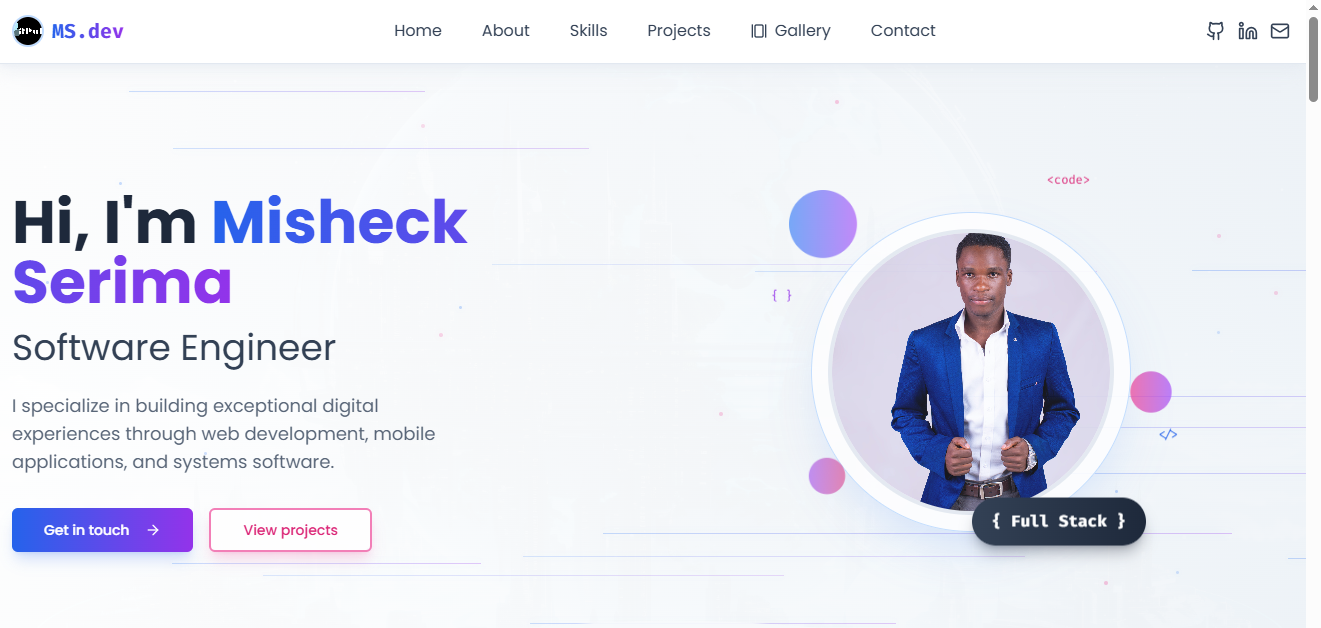 MS.dev
Home
About
Skills
Projects
Gallery
Contact
<code>
Hi, I'm Misheck
Serima
{ }
Software Engineer
I specialize in building exceptional digital
experiences through web development, mobile
applications, and systems software.
</>
Get in touch
View projects
{ Full Stack }